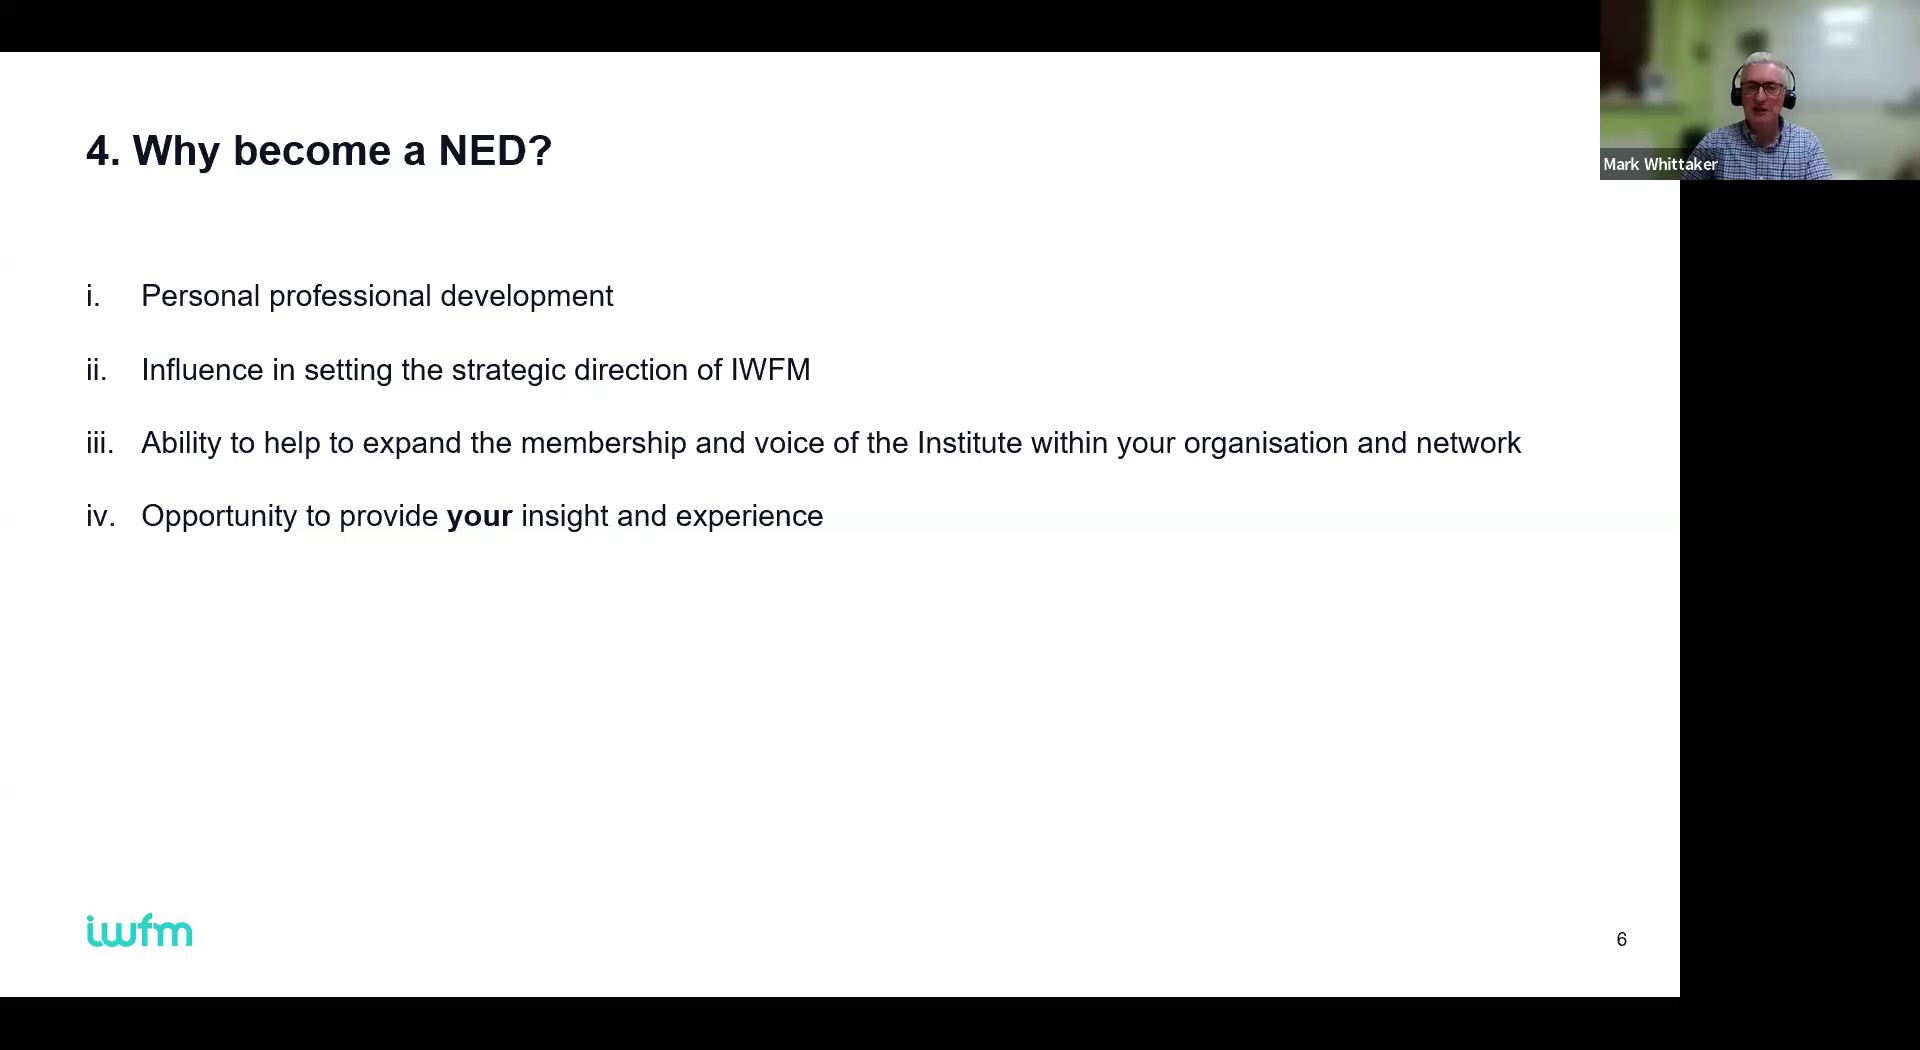 4. Why become a NED?
Mark Whittaker
i. Personal professional development
ii. Influence in setting the strategic direction of IWFM
iii. Ability to help to expand the membership and voice of the Institute within your organisation and network
iv. Opportunity to provide your insight and experience
iwfm
6